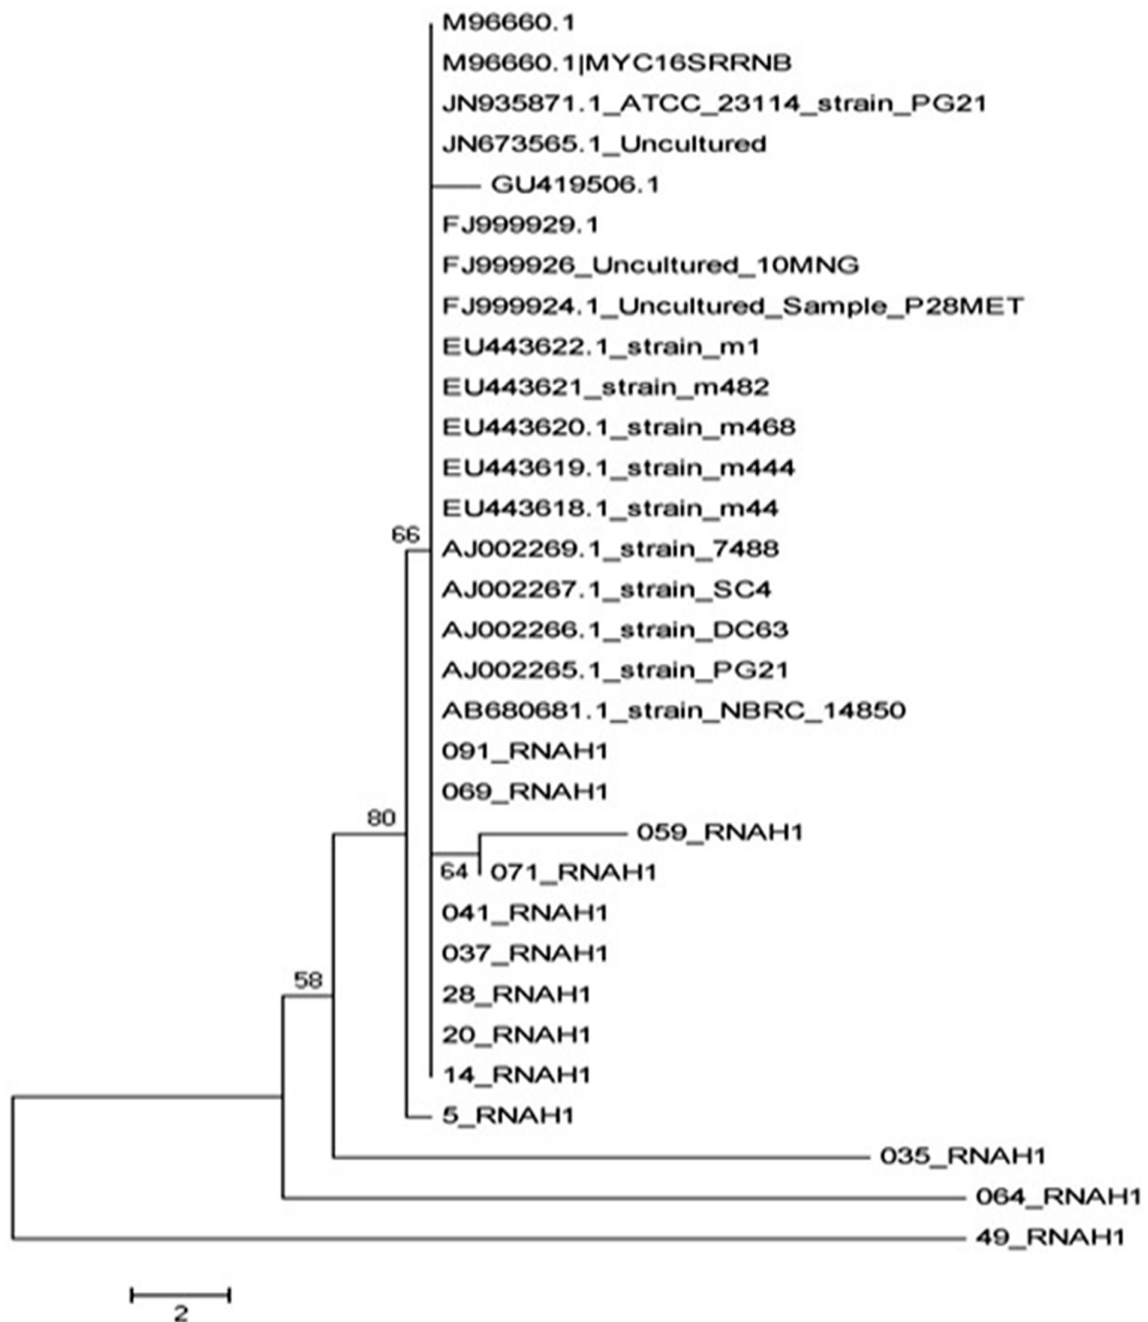 M96660.1
M96660.1|MYC16SRRNB
JN935871.1_ATCC_23114_strain_PG21
JN673565.1_Uncultured
GU419506.1
FJ999929.1
FJ999926_Uncultured_10MNG
FJ999924.1_Uncultured_Sample_P28MET
EU443622.1_strain_m1
EU443621_strain_m482
EU443620.1_strain_m468
EU443619.1_strain_m444
EU443618.1_strain_m44
66
AJ002269.1_strain_7488
AJ002267.1_strain_SC4
AJ002266.1_strain_DC63
AJ002265.1_strain_PG21
AB680681.1_strain_NBRC_14850
091_RNAH1
069_RNAH1
80
059_RNAH1
64 071_RNAH1
041_RNAH1
037_RNAH1
58
28_RNAH1
20_RNAH1
14_RNAH1
5_RNAH1
035_RNAH1
064_RNAH1
49_RNAH1
2